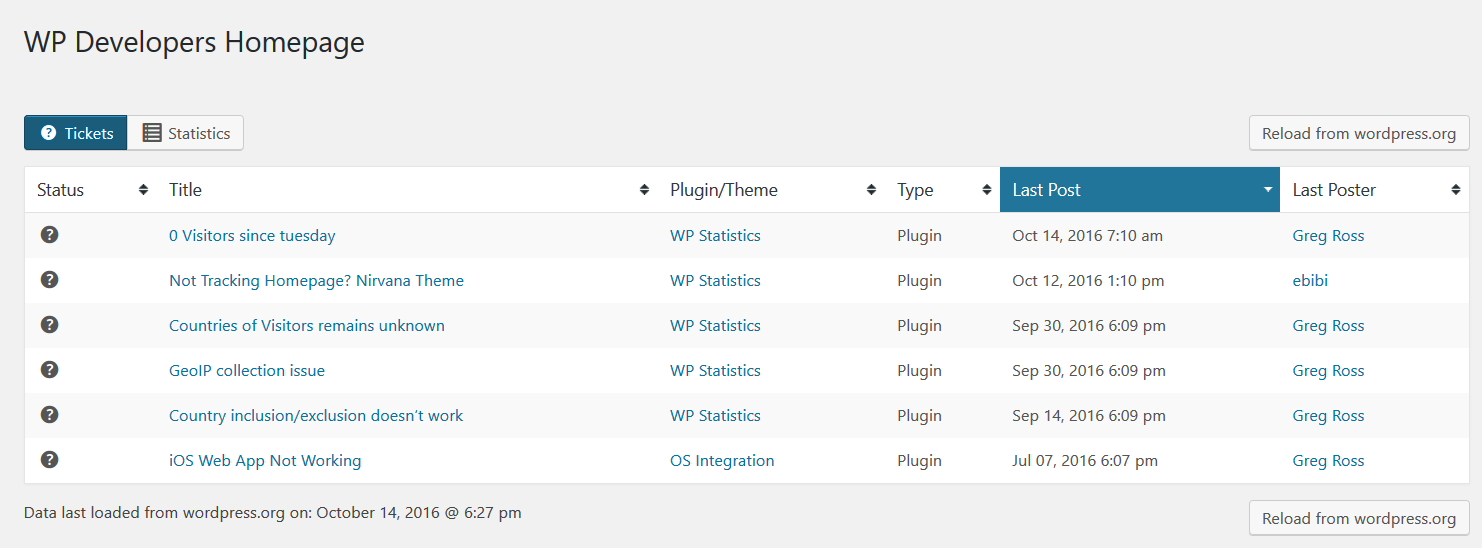 WP Developers Homepage
Tickets Statistics Reload from wordpress.org
Status Title Plugin/Theme Type Last Post Last Poster
0 Visitors since tuesday WP Statistics Plugin Oct 14, 2016 7:10 am Greg Ross
Not Tracking Homepage? Nirvana Theme WP Statistics Plugin Oct 12, 2016 1:10 pm ebibi
Countries of Visitors remains unknown WP Statistics Plugin Sep 30, 2016 6:09 pm Greg Ross
GeoIP collection issue WP Statistics Plugin Sep 30, 2016 6:09 pm Greg Ross
Country inclusion/exclusion doesn’t work WP Statistics Plugin Sep 14, 2016 6:09 pm Greg Ross
iOS Web App Not Working OS Integration Plugin Jul 07, 2016 6:07 pm Greg Ross
Data last loaded from wordpress.org on: October 14, 2016 @ 6:27 pm Reload from wordpress.org